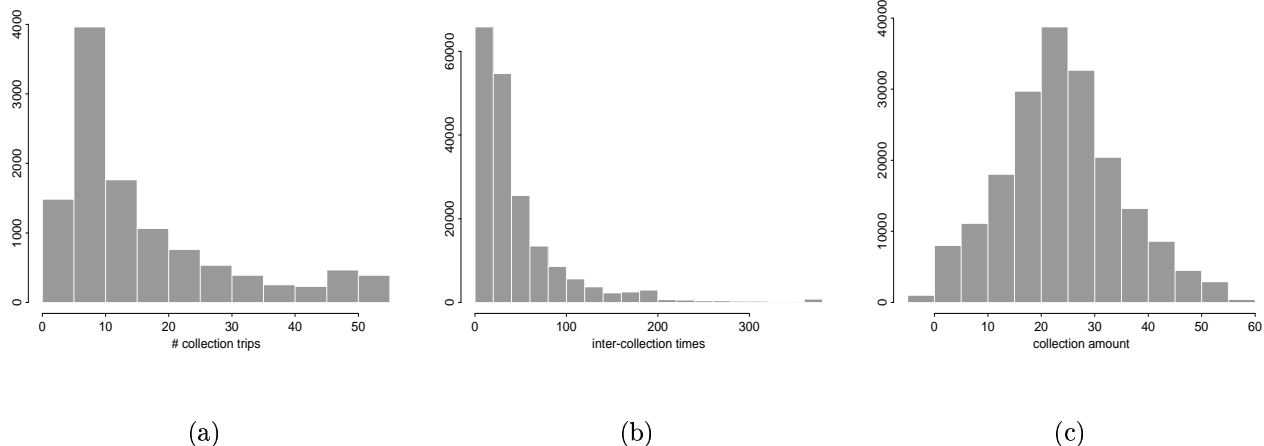 0 1000 2000 3000 4000
0 10 20 30 40 50
# collection trips
0 20000 40000 60000
0 100 200 300
inter-collection times
0 10000 20000 30000 40000
0 10 20 30 40 50 60
collection amount
(a) (b) (c)